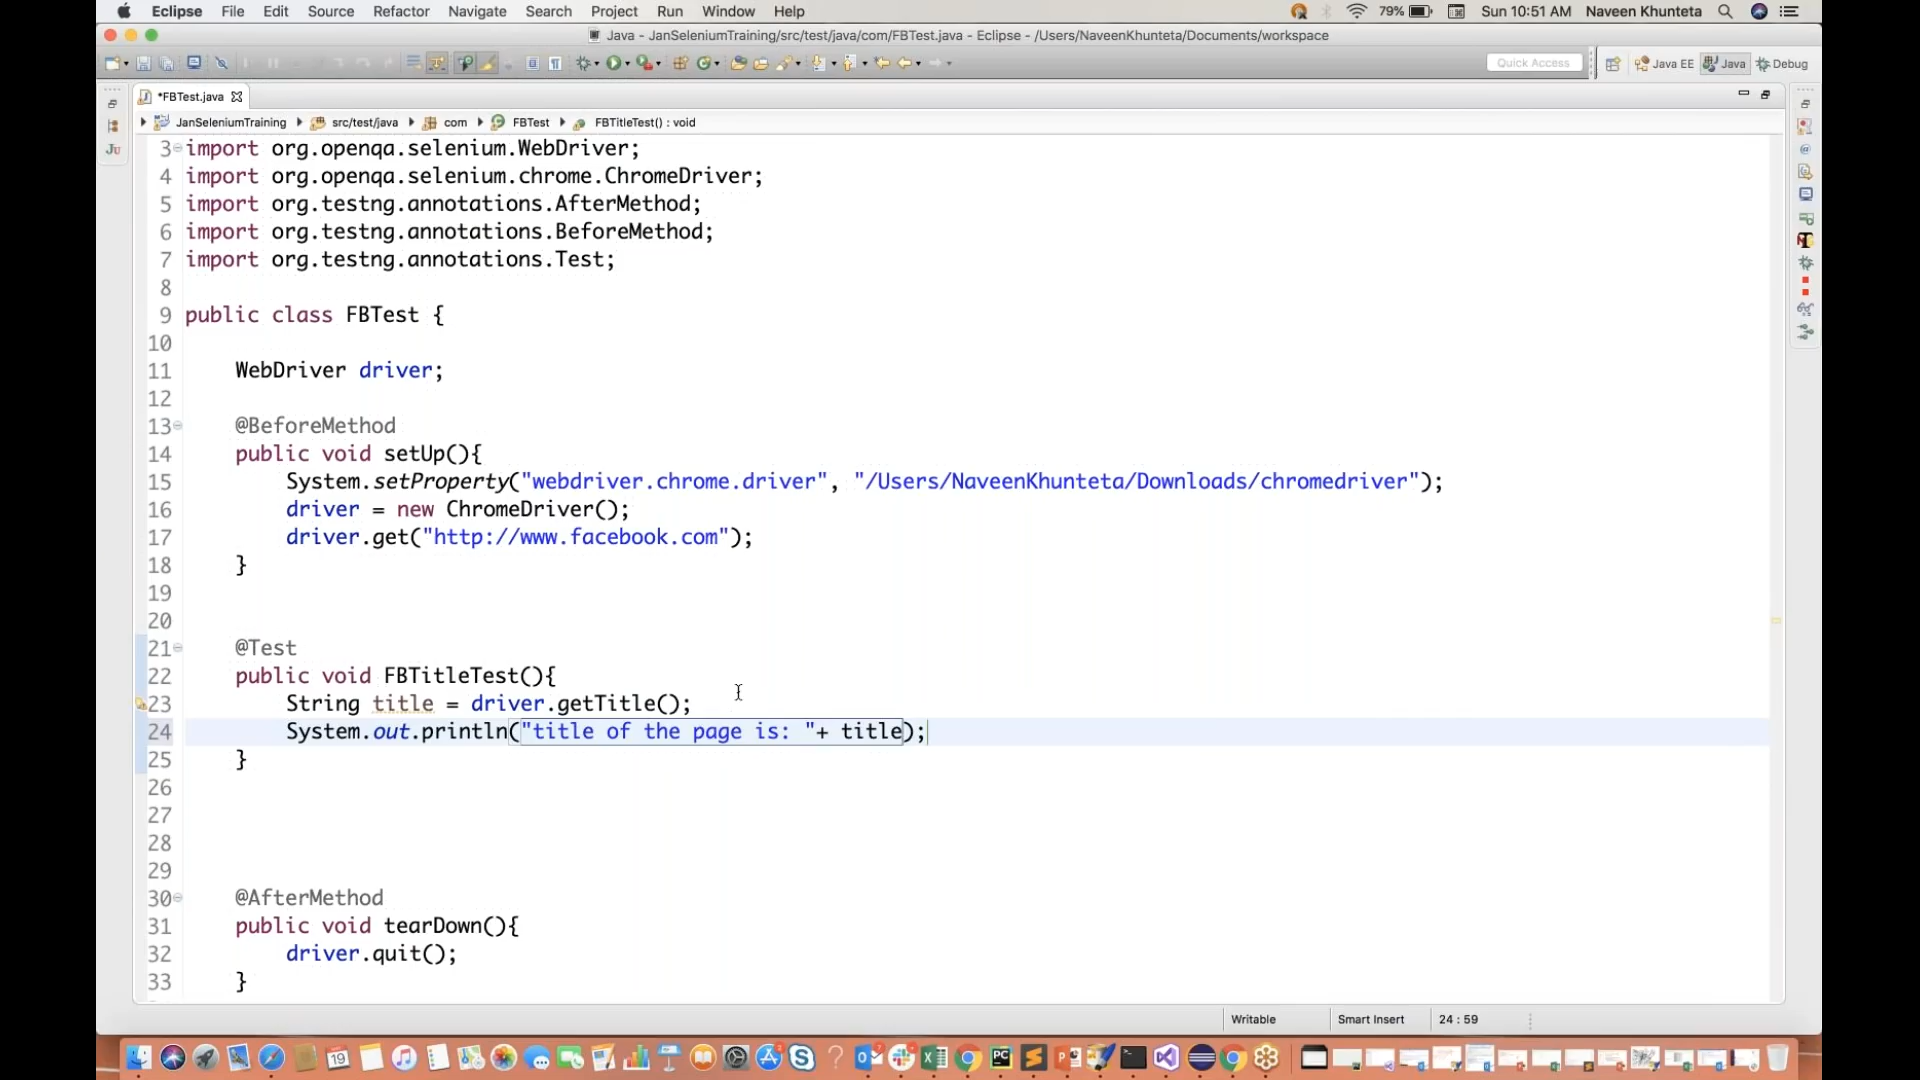 Eclipse File Edit Source Refactor Navigate Search Project Run Window Help 79% Sun 10:51 AM Naveen Khunteta
Java - JanSeleniumTraining/src/test/java/com/FBTest.java - Eclipse - /Users/NaveenKhunteta/Documents/workspace
Quick Access Java EE Java Debug
*FBTest.java
JanSeleniumTraining src/test/java com FBTest FBTitleTest() : void
3 import org.openqa.selenium.WebDriver;
4 import org.openqa.selenium.chrome.ChromeDriver;
5 import org.testng.annotations.AfterMethod;
6 import org.testng.annotations.BeforeMethod;
7 import org.testng.annotations.Test;
8
9 public class FBTest {
10
11 WebDriver driver;
12
13 @BeforeMethod
14 public void setUp(){
15 System.setProperty("webdriver.chrome.driver", "/Users/NaveenKhunteta/Downloads/chromedriver");
16 driver = new ChromeDriver();
17 driver.get("http://www.facebook.com");
18 }
19
20
21 @Test
22 public void FBTitleTest(){
23 String title = driver.getTitle();
24 System.out.println("title of the page is: "+ title);
25 }
26
27
28
29
30 @AfterMethod
31 public void tearDown(){
32 driver.quit();
33 }
Writable Smart Insert 24 : 59